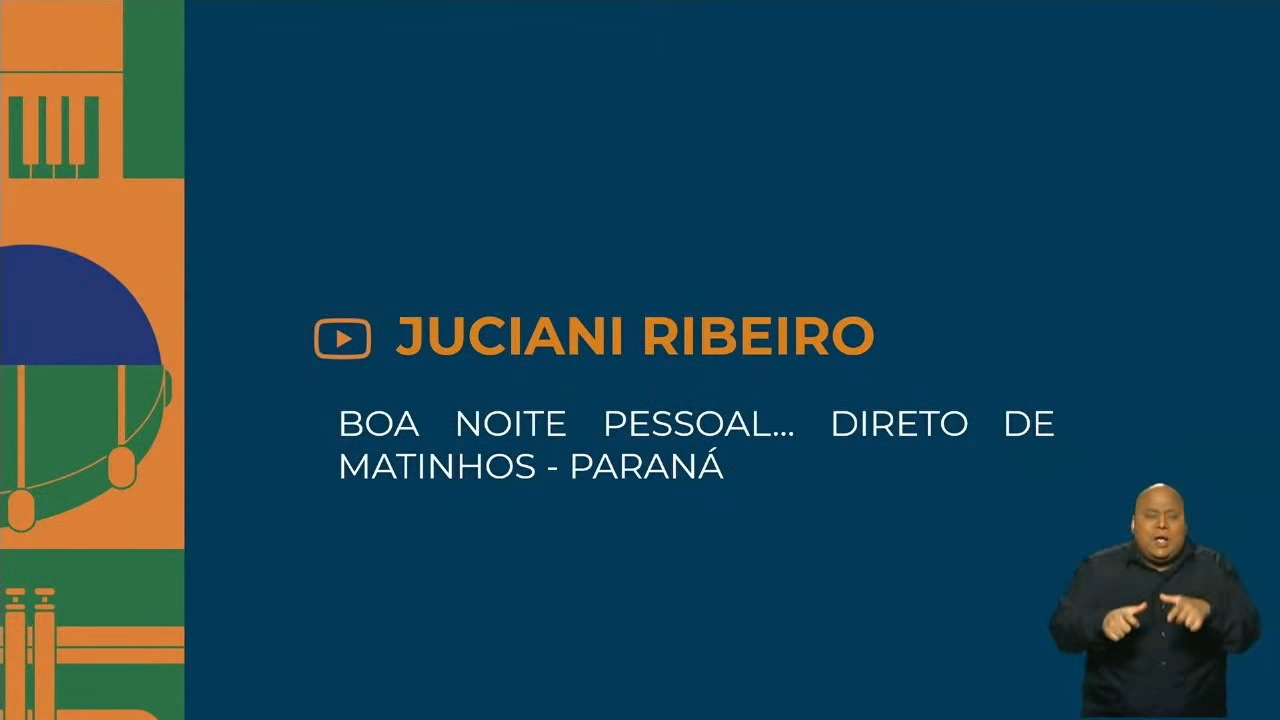 JUCIANI RIBEIRO
BOA NOITE PESSOAL... DIRETO DE
MATINHOS - PARANÁ